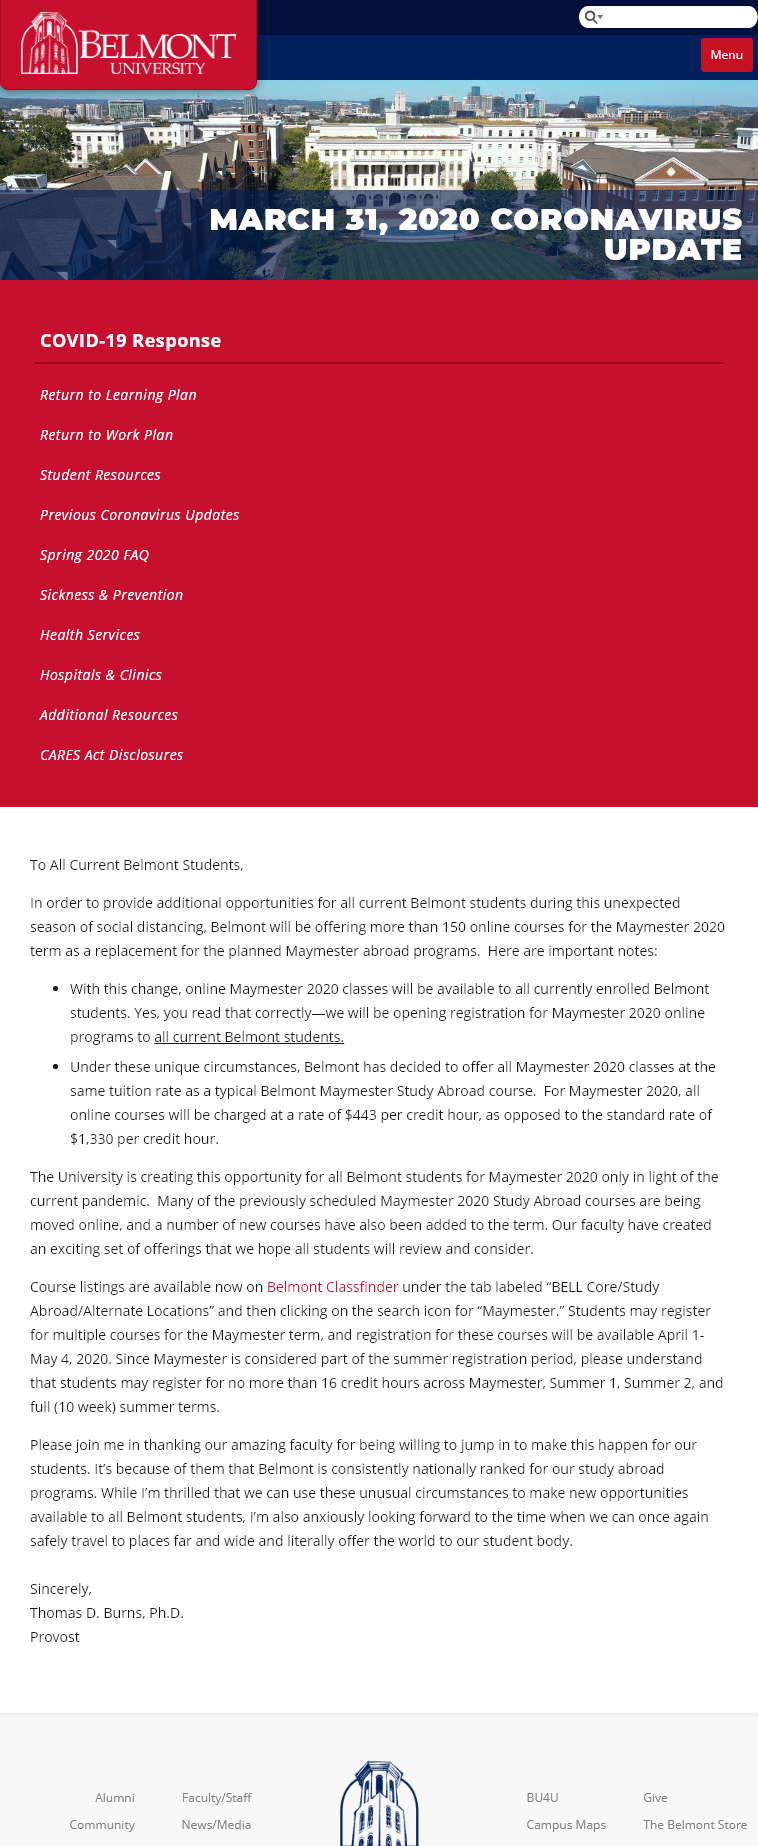 BELMONT
UNIVERSITY
Menu
MARCH 31, 2020 CORONAVIRUS
UPDATE
COVID-19 Response
Return to Learning Plan
Return to Work Plan
Student Resources
Previous Coronavirus Updates
Spring 2020 FAQ
Sickness & Prevention
Health Services
Hospitals & Clinics
Additional Resources
CARES Act Disclosures
To All Current Belmont Students,
In order to provide additional opportunities for all current Belmont students during this unexpected
season of social distancing, Belmont will be offering more than 150 online courses for the Maymester 2020
term as a replacement for the planned Maymester abroad programs.  Here are important notes:
• With this change, online Maymester 2020 classes will be available to all currently enrolled Belmont
students. Yes, you read that correctly—we will be opening registration for Maymester 2020 online
programs to all current Belmont students.
• Under these unique circumstances, Belmont has decided to offer all Maymester 2020 classes at the
same tuition rate as a typical Belmont Maymester Study Abroad course.  For Maymester 2020, all
online courses will be charged at a rate of $443 per credit hour, as opposed to the standard rate of
$1,330 per credit hour.
The University is creating this opportunity for all Belmont students for Maymester 2020 only in light of the
current pandemic.  Many of the previously scheduled Maymester 2020 Study Abroad courses are being
moved online, and a number of new courses have also been added to the term. Our faculty have created
an exciting set of offerings that we hope all students will review and consider.
Course listings are available now on Belmont Classfinder under the tab labeled “BELL Core/Study
Abroad/Alternate Locations” and then clicking on the search icon for “Maymester.” Students may register
for multiple courses for the Maymester term, and registration for these courses will be available April 1-
May 4, 2020. Since Maymester is considered part of the summer registration period, please understand
that students may register for no more than 16 credit hours across Maymester, Summer 1, Summer 2, and
full (10 week) summer terms.
Please join me in thanking our amazing faculty for being willing to jump in to make this happen for our
students. It’s because of them that Belmont is consistently nationally ranked for our study abroad
programs. While I’m thrilled that we can use these unusual circumstances to make new opportunities
available to all Belmont students, I’m also anxiously looking forward to the time when we can once again
safely travel to places far and wide and literally offer the world to our student body.
Sincerely,
Thomas D. Burns, Ph.D.
Provost
Alumni Faculty/Staff BU4U Give
Community News/Media Campus Maps The Belmont Store